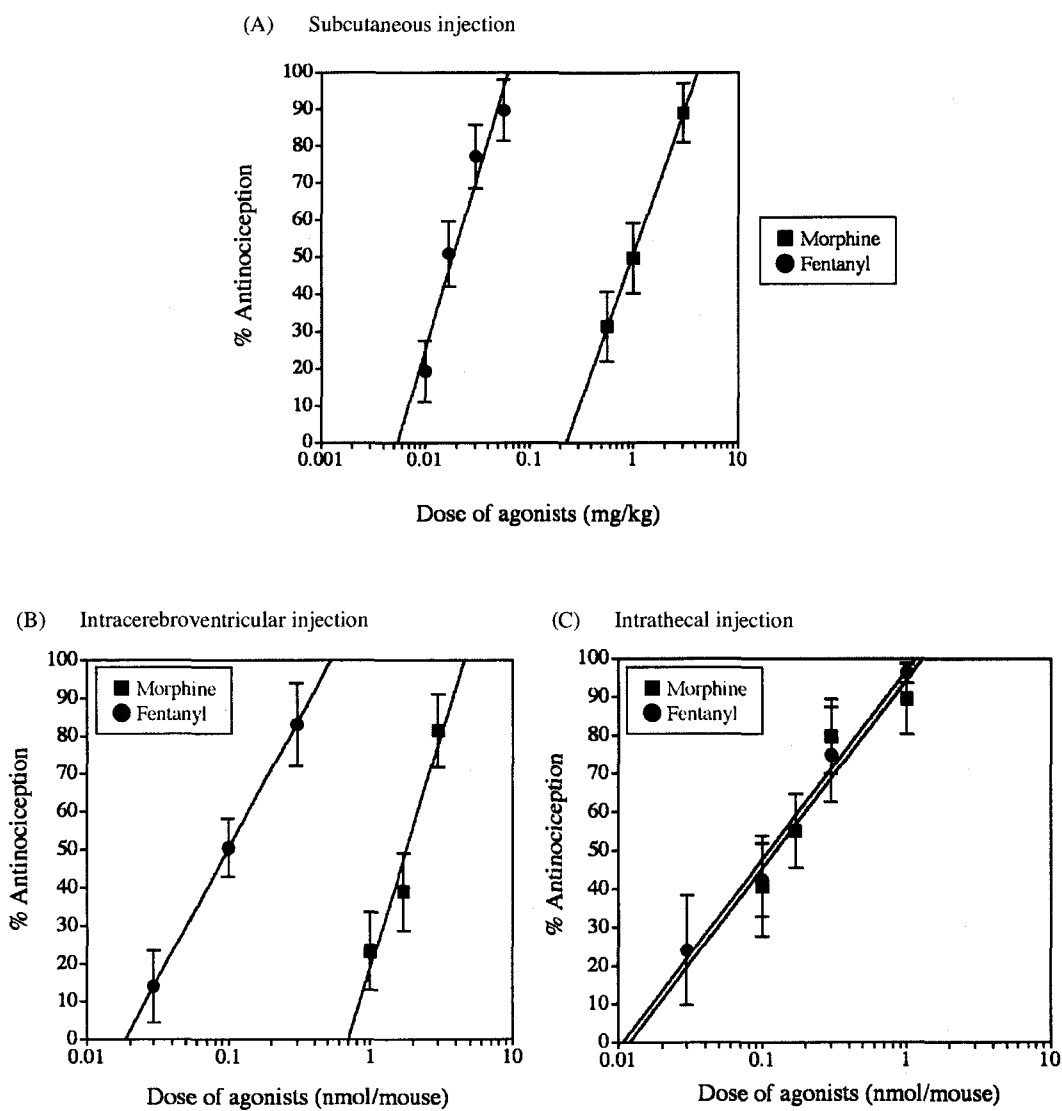 (A) Subcutaneous injection
100
90
80
70
60
50
40
30
20
10
0
% Antinociception
0.001 0.01 0.1 1 10
Dose of agonists (mg/kg)
Morphine
Fentanyl
(B) Intracerebroventricular injection
100
90
80
70
60
50
40
30
20
10
0
% Antinociception
Morphine
Fentanyl
0.01 0.1 1 10
Dose of agonists (nmol/mouse)
(C) Intrathecal injection
100
90
80
70
60
50
40
30
20
10
0
% Antinociception
Morphine
Fentanyl
0.01 0.1 1 10
Dose of agonists (nmol/mouse)